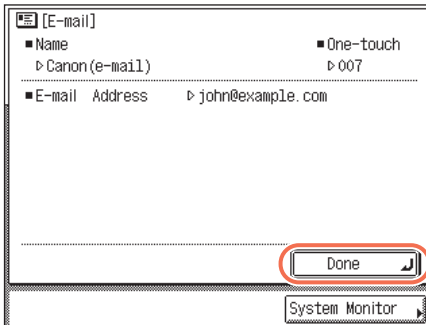 [E-mail]
■Name ■One-touch
▷Canon(e-mail) ▷007
■E-mail Address ▷john@example.com
Done
System Monitor